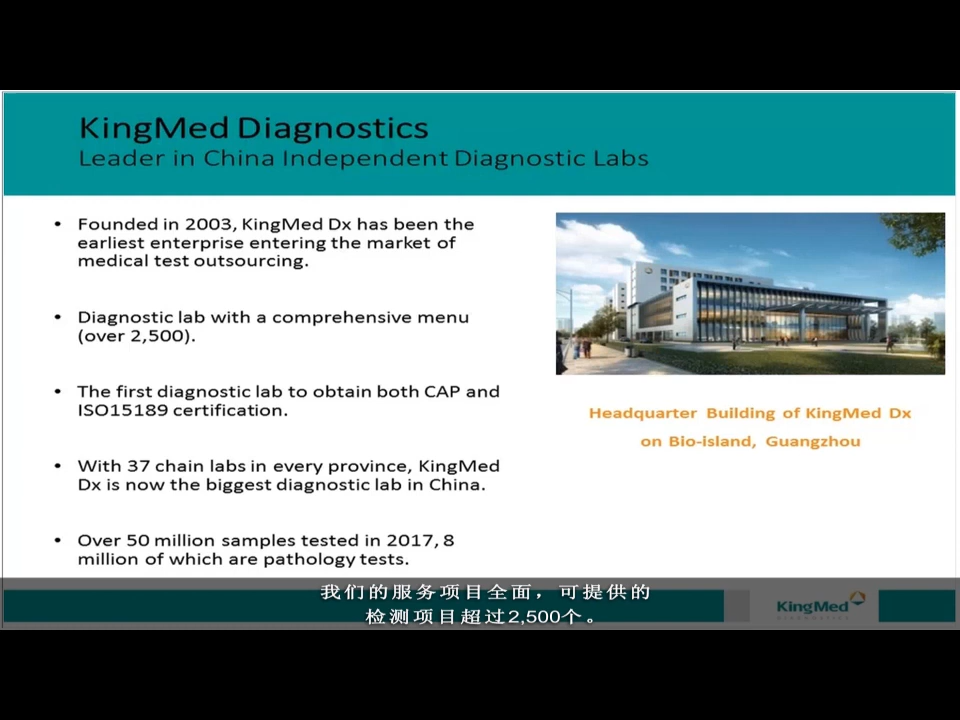 KingMed Diagnostics
Leader in China Independent Diagnostic Labs
• Founded in 2003, KingMed Dx has been the
earliest enterprise entering the market of
medical test outsourcing.
• Diagnostic lab with a comprehensive menu
(over 2,500).
• The first diagnostic lab to obtain both CAP and
ISO15189 certification.
• With 37 chain labs in every province, KingMed
Dx is now the biggest diagnostic lab in China.
• Over 50 million samples tested in 2017, 8
million of which are pathology tests.
Headquarter Building of KingMed Dx
on Bio-island, Guangzhou
我们的服务项目全面，可提供的
检测项目超过2,500个。
KingMed
DIAGNOSTICS